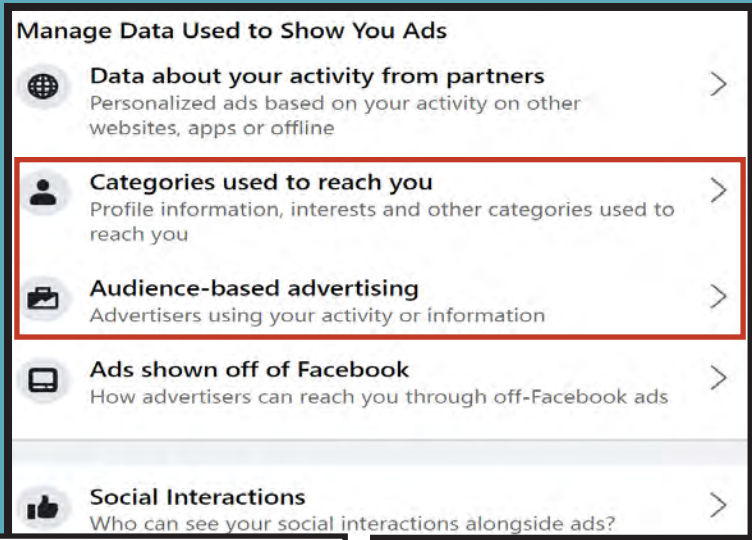 Manage Data Used to Show You Ads
Data about your activity from partners
Personalized ads based on your activity on other
websites, apps or offline
Categories used to reach you
Profile information, interests and other categories used to
reach you
Audience-based advertising
Advertisers using your activity or information
Ads shown off of Facebook
How advertisers can reach you through off-Facebook ads
Social Interactions
Who can see your social interactions alongside ads?